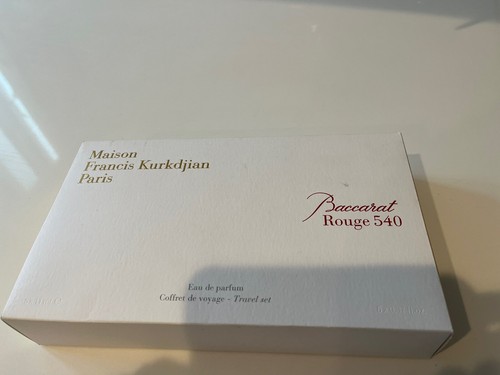 Maison
Francis Kurkdjian
Paris
Baccarat
Rouge 540
Eau de parfum
Coffret de voyage - Travel set